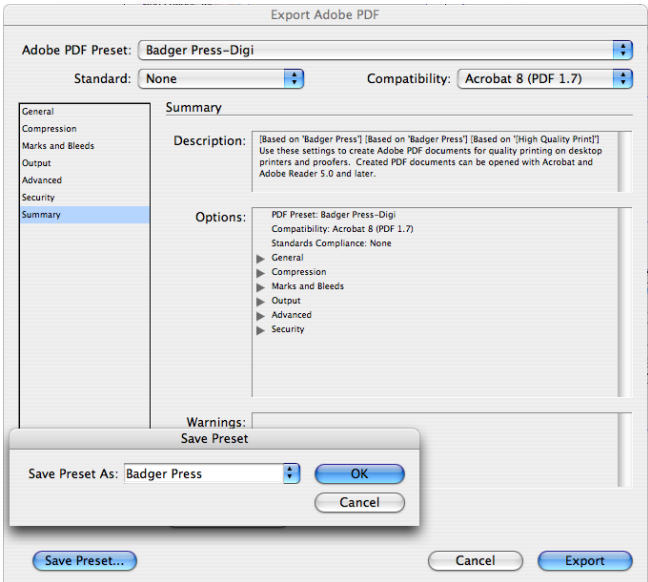 Export Adobe PDF
Adobe PDF Preset: Badger Press-Digi
Standard: None Compatibility: Acrobat 8 (PDF 1.7)
General
Compression
Marks and Bleeds
Output
Advanced
Security
Summary
Summary
Description: [Based on 'Badger Press'] [Based on 'Badger Press'] [Based on '[High Quality Print]']
Use these settings to create Adobe PDF documents for quality printing on desktop
printers and proofers. Created PDF documents can be opened with Acrobat and
Adobe Reader 5.0 and later.
Options: PDF Preset: Badger Press-Digi
Compatibility: Acrobat 8 (PDF 1.7)
Standards Compliance: None
General
Compression
Marks and Bleeds
Output
Advanced
Security
Warnings:
Save Preset
Save Preset As: Badger Press OK
Cancel
Save Preset... Cancel Export